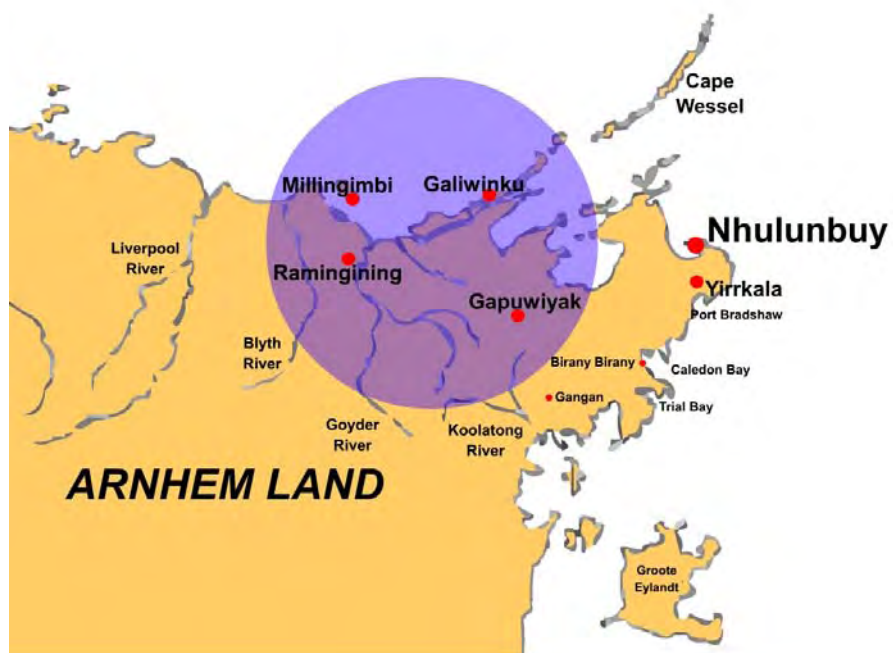 Cape
Wessel
Millingimbi
Galiwinku
Nhulunbuy
Liverpool
River
Ramingining
Yirrkala
Gapuwiyak
Port Bradshaw
Blyth
River
Birany Birany
Caledon Bay
Gangan
Trial Bay
Goyder
River
Koolatong
River
ARNHEM LAND
Groote
Eylandt